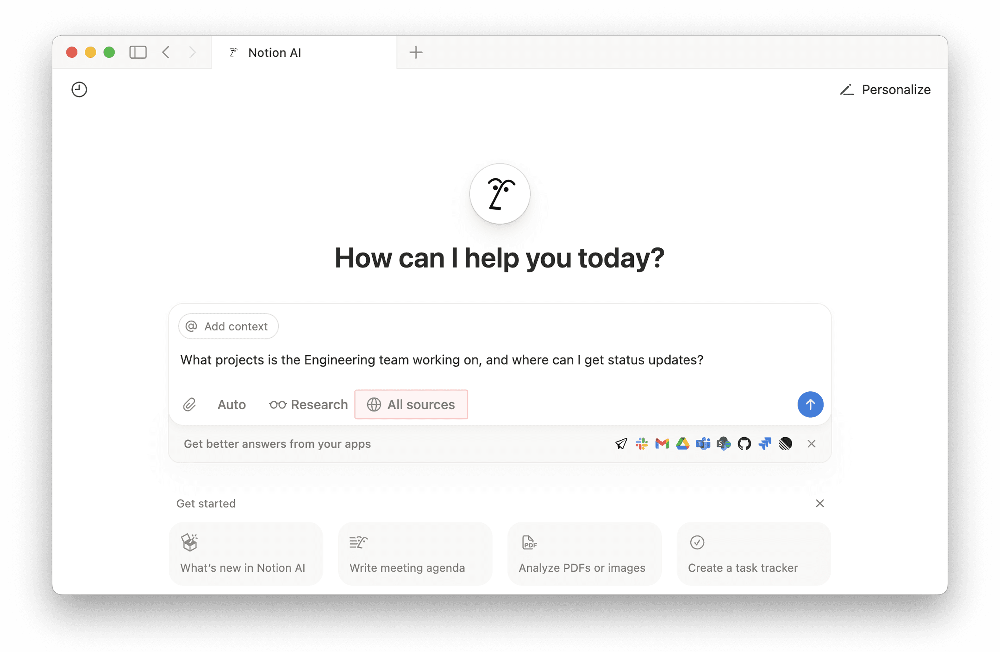 Notion AI
Personalize
How can I help you today?
@ Add context
What projects is the Engineering team working on, and where can I get status updates?
Auto Research All sources
Get better answers from your apps
Get started
PDF
What’s new in Notion AI
Write meeting agenda
Analyze PDFs or images
Create a task tracker